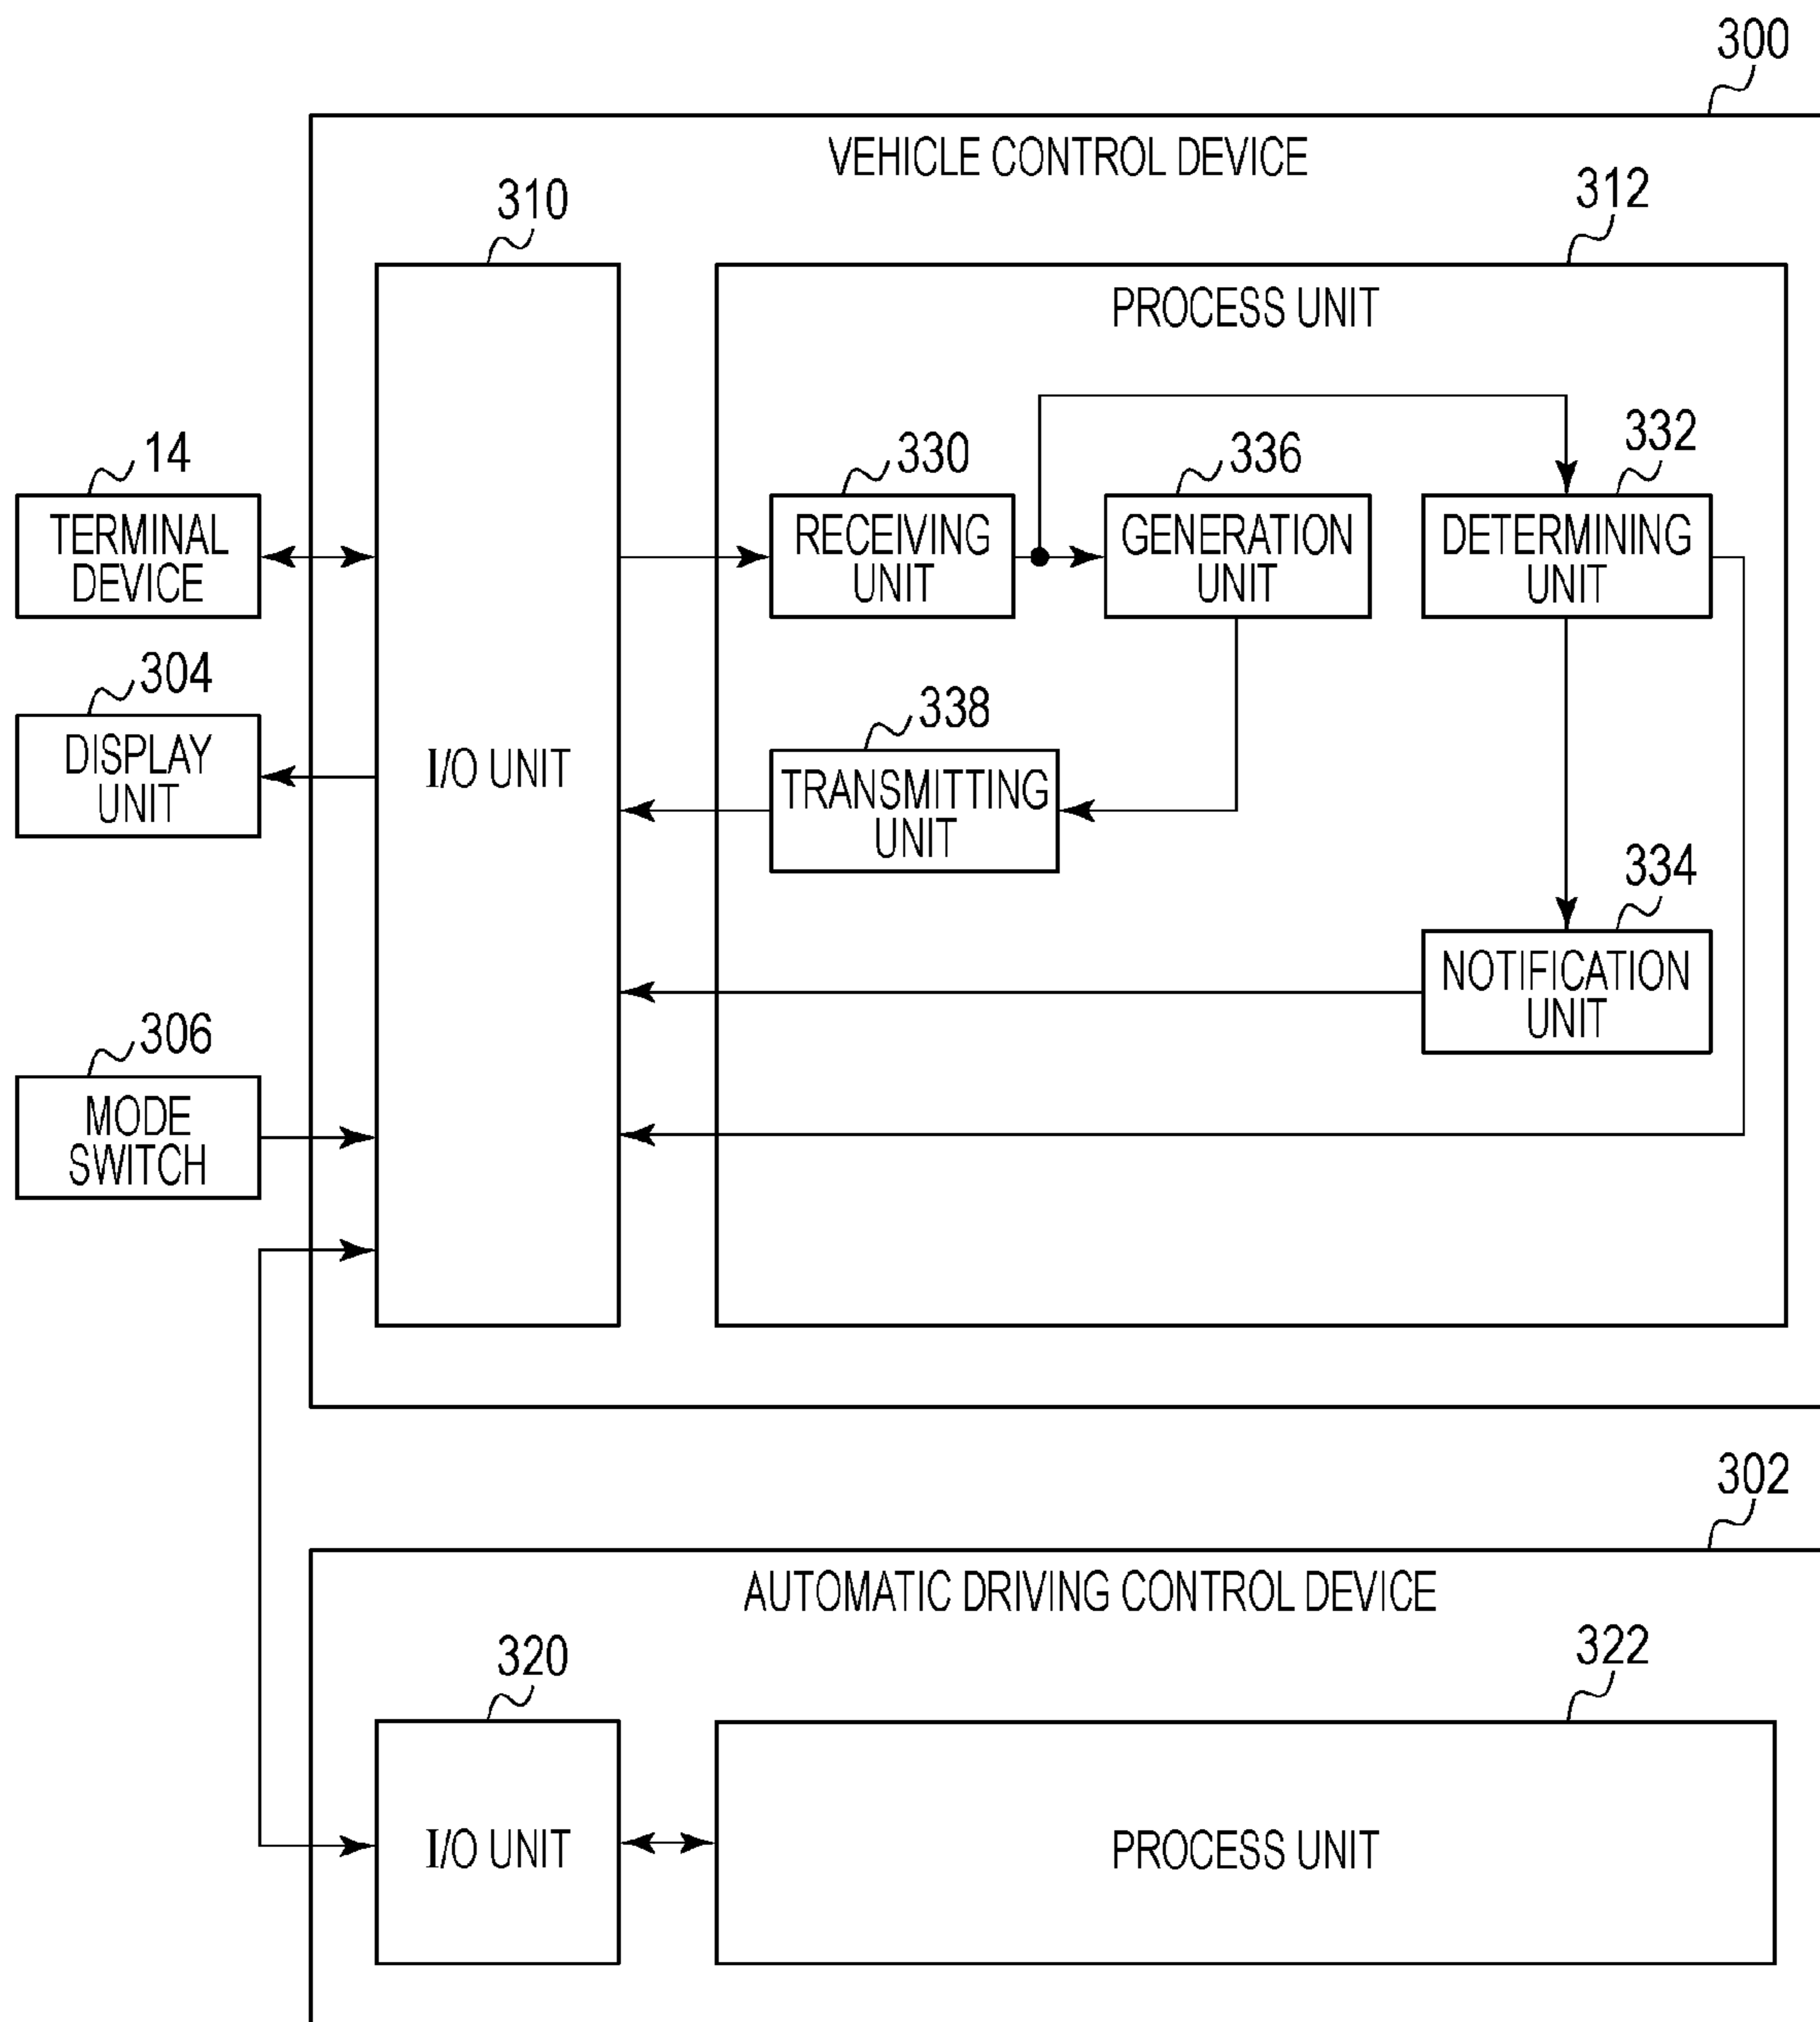 300
VEHICLE CONTROL DEVICE
310
312
PROCESS UNIT
14
TERMINAL
DEVICE
330
RECEIVING
UNIT
336
GENERATION
UNIT
332
DETERMINING
UNIT
304
DISPLAY
UNIT
I/O UNIT
338
TRANSMITTING
UNIT
334
NOTIFICATION
UNIT
306
MODE
SWITCH
302
AUTOMATIC DRIVING CONTROL DEVICE
320
322
I/O UNIT
PROCESS UNIT